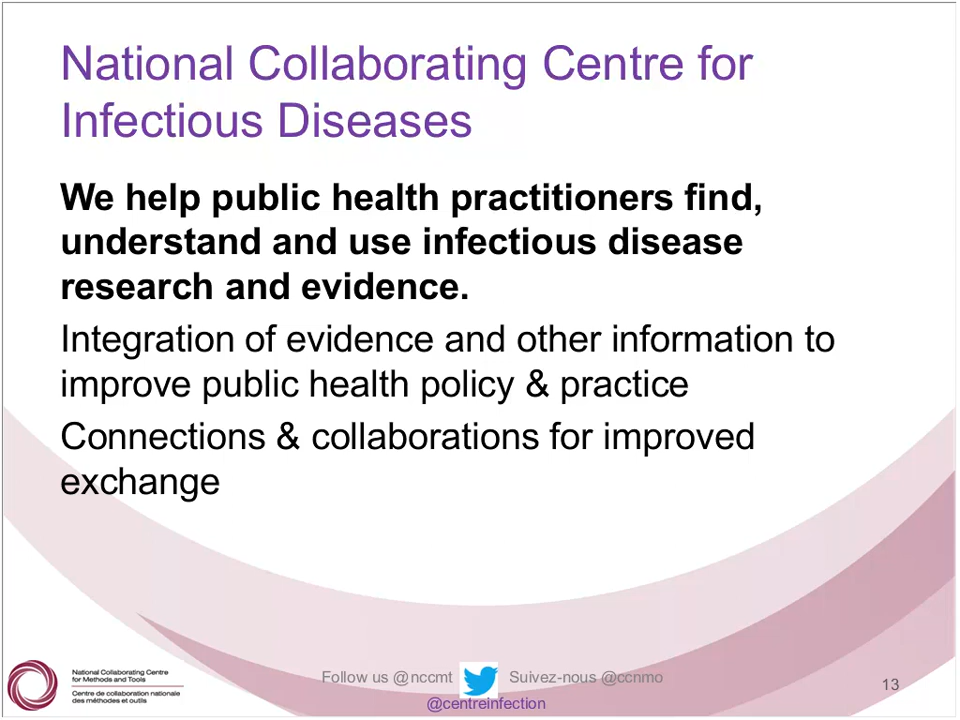 National Collaborating Centre for
Infectious Diseases
We help public health practitioners find,
understand and use infectious disease
research and evidence.
Integration of evidence and other information to
improve public health policy & practice
Connections & collaborations for improved
exchange
National Collaborating Centre
for Methods and Tools
Centre de collaboration nationale
des méthodes et outils
Follow us @nccmt Suivez-nous @ccnmo
@centreinfection
13